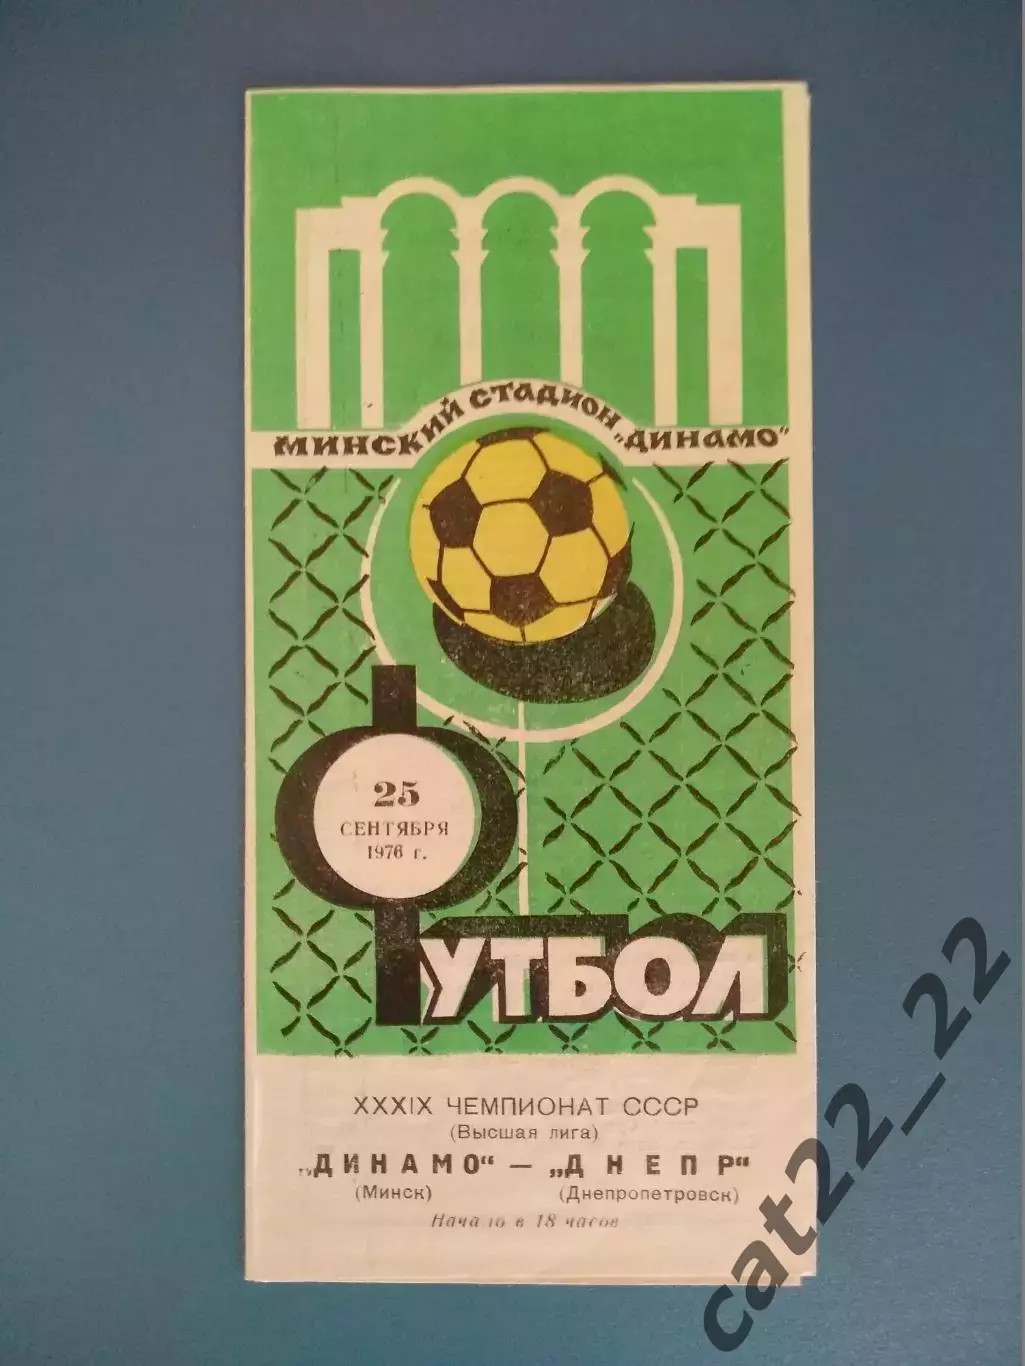 МИНСКИЙ СТАДИОН „ДИНАМО"
25
СЕНТЯБРЯ
1976 г.
ФУТБОЛ
XXXIX ЧЕМПИОНАТ СССР
(Высшая лига)
„ДИНАМО" — „ДНЕПР"
(Минск) (Днепропетровск)
Начало в 18 часов
cat22_22